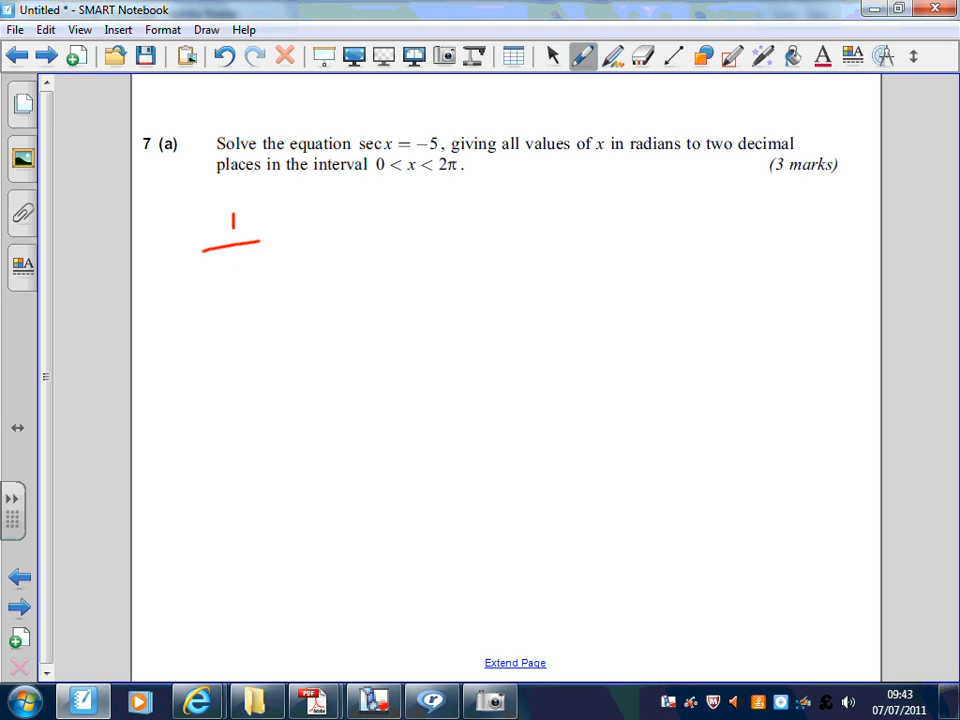 Untitled * - SMART Notebook
File Edit View Insert Format Draw Help
7 (a) Solve the equation sec x = −5, giving all values of x in radians to two decimal
places in the interval 0 < x < 2π. (3 marks)
1
Extend Page
09:43
07/07/2011